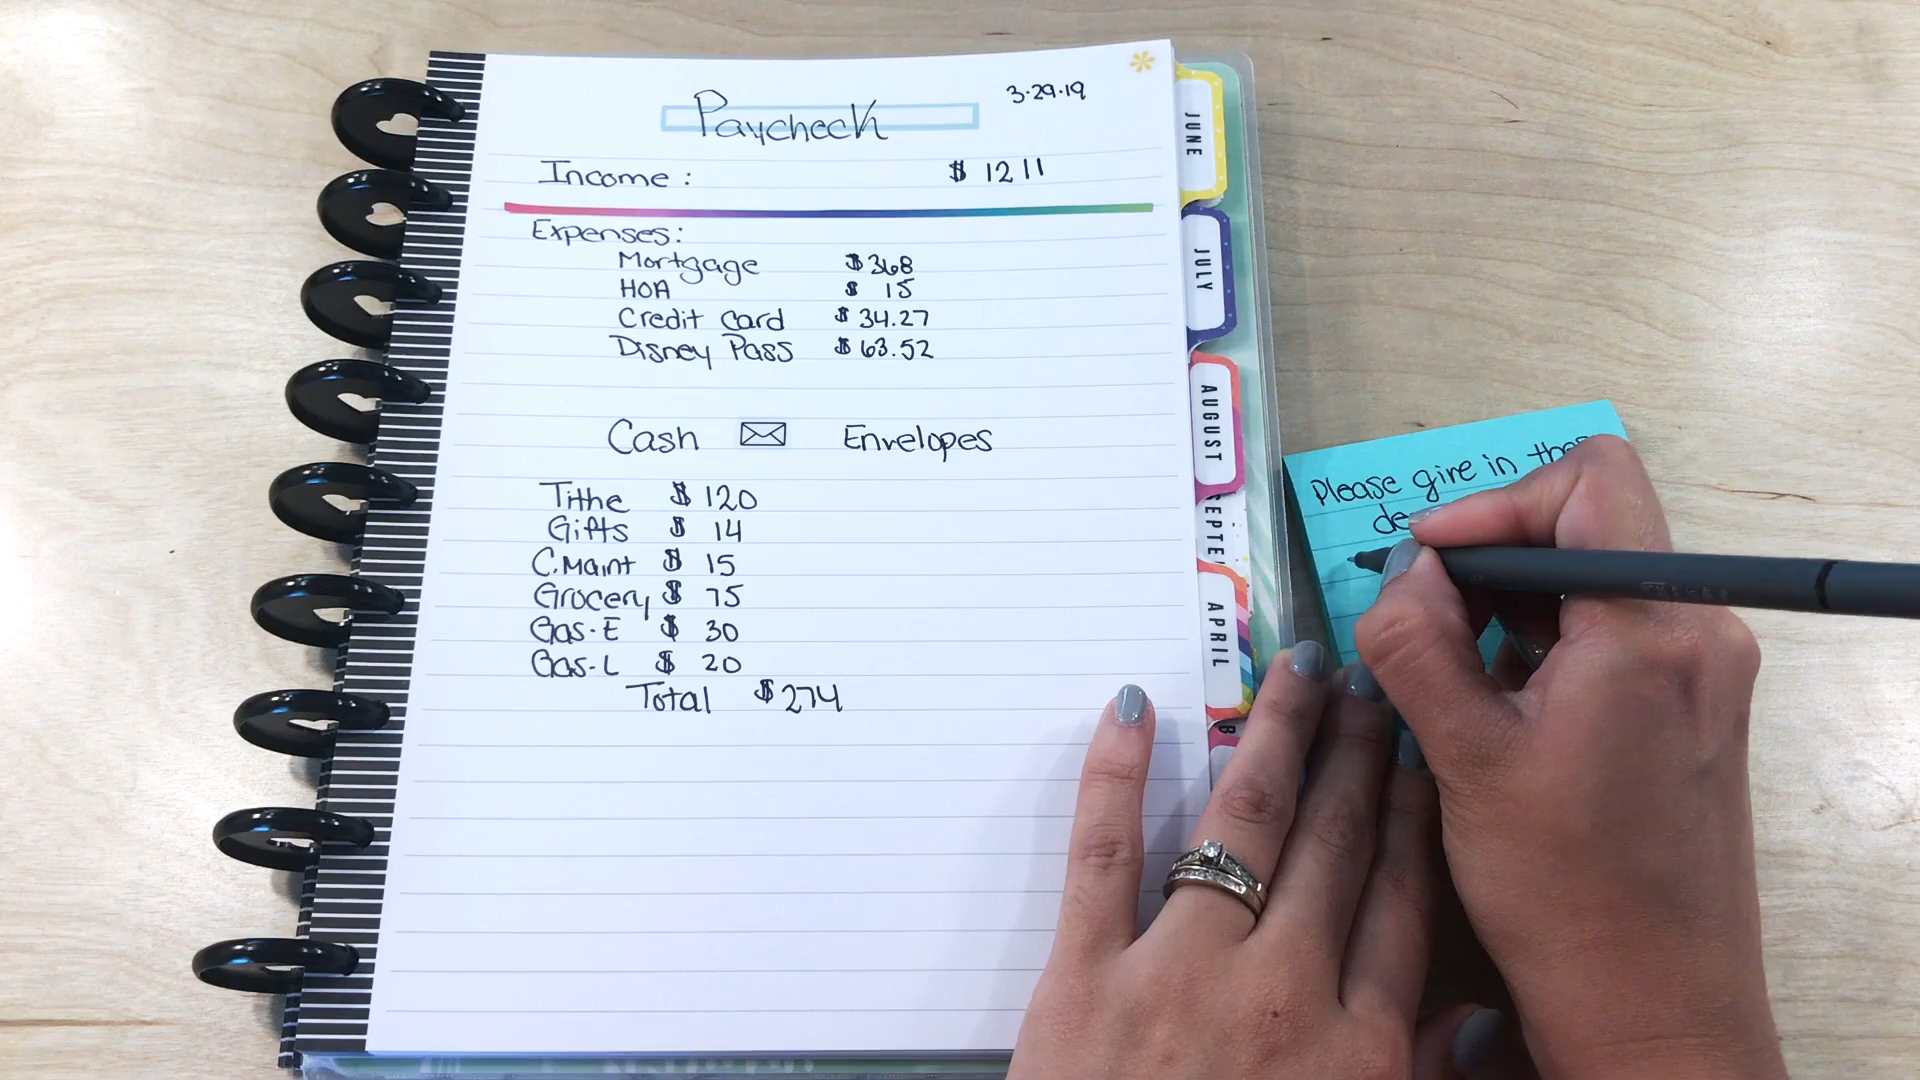 Paycheck
3.29.19
Income : $ 1211
Expenses:
Mortgage $ 368
HOA $ 15
Credit Card $ 34.27
Disney Pass $ 63.52
Cash Envelopes
Tithe $ 120
Gifts $ 14
C.Maint $ 15
Grocery $ 75
Gas-E $ 30
Gas-L $ 20
Total $ 274
JUNE
JULY
AUGUST
APRIL
Please give in